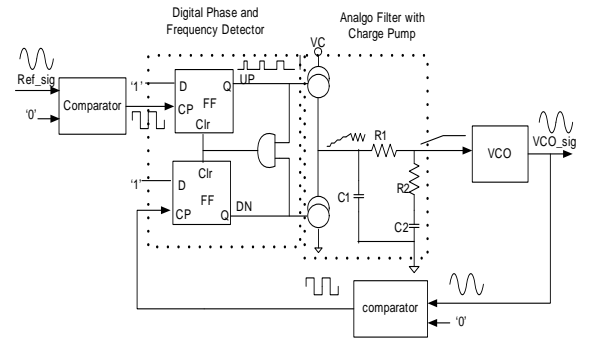 Digital Phase and
Frequency Detector
Analgo Filter with
Charge Pump
VC
Ref_sig
'0'
Comparator
'1'
D
Q
UP
FF
CP
Clr
Clr
'1'
D
FF
CP
Q
DN
R1
C1
R2
C2
VCO
VCO_sig
comparator
'0'